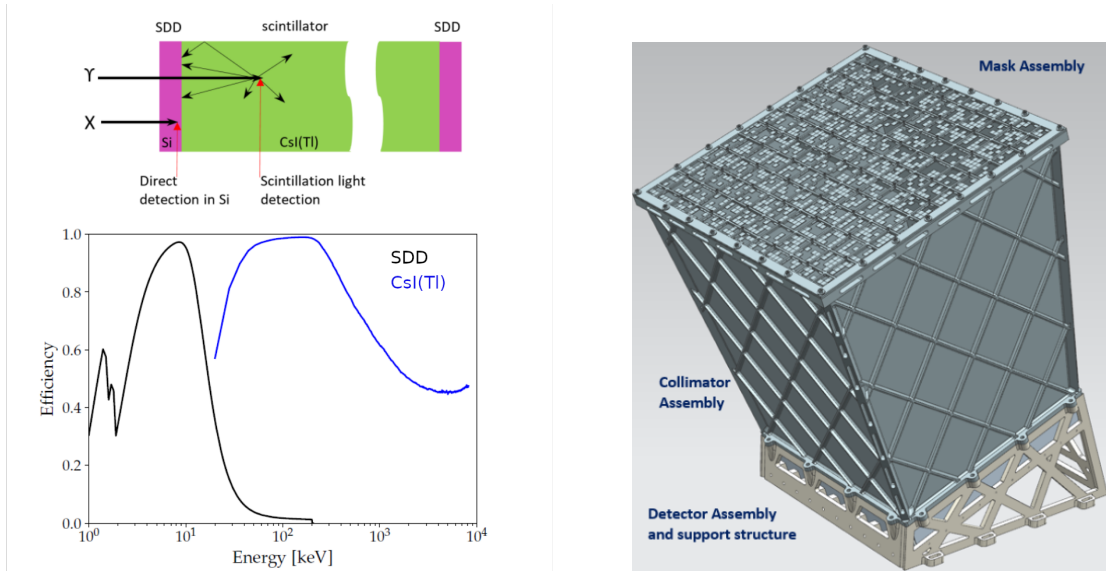 SDD
scintillator
SDD
ϒ
X
Si
CsI(Tl)
Direct
detection in Si
Scintillation light
detection
1.0
0.8
0.6
0.4
0.2
0.0
Efficiency
SDD
CsI(Tl)
10⁰
10¹
10²
10³
10⁴
Energy [keV]
Mask Assembly
Collimator
Assembly
Detector Assembly
and support structure